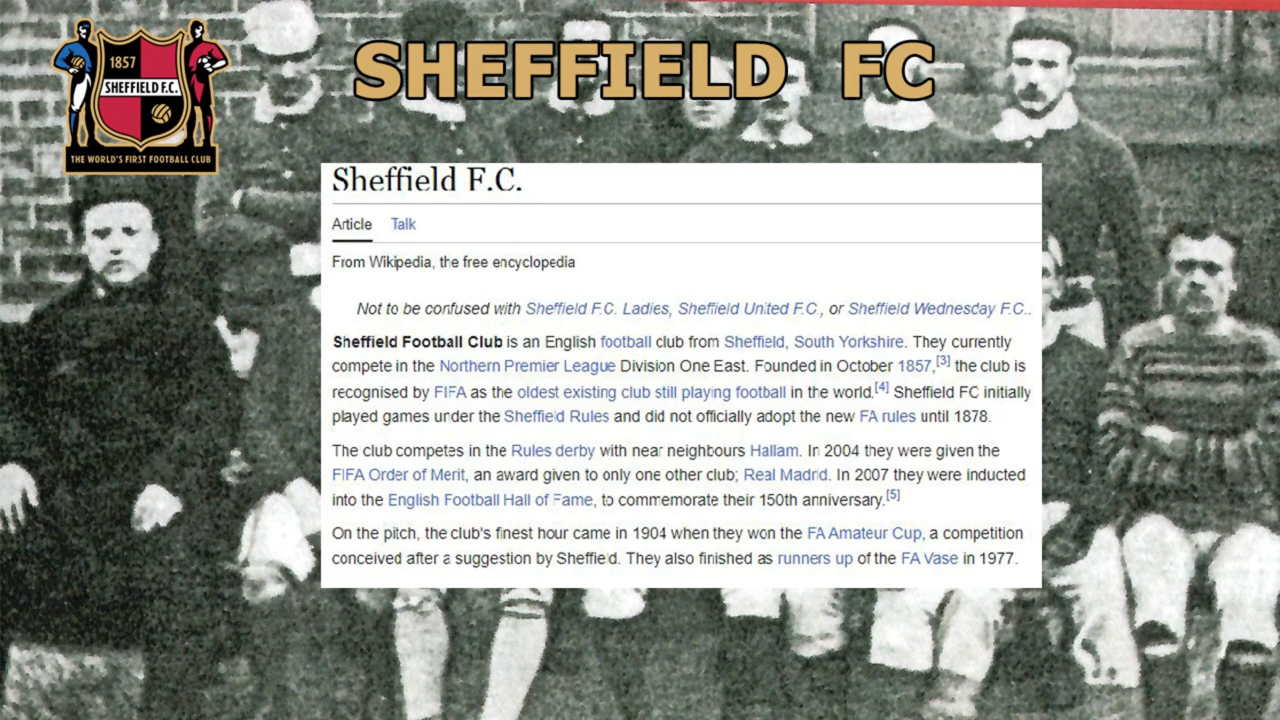 1857
SHEFFIELD F.C.
THE WORLD'S FIRST FOOTBALL CLUB
SHEFFIELD FC
Sheffield F.C.
Article Talk
From Wikipedia, the free encyclopedia
Not to be confused with Sheffield F.C. Ladies, Sheffield United F.C., or Sheffield Wednesday F.C..
Sheffield Football Club is an English football club from Sheffield, South Yorkshire. They currently
compete in the Northern Premier League Division One East. Founded in October 1857,[3] the club is
recognised by FIFA as the oldest existing club still playing football in the world.[4] Sheffield FC initially
played games under the Sheffield Rules and did not officially adopt the new FA rules until 1878.
The club competes in the Rules derby with near neighbours Hallam. In 2004 they were given the
FIFA Order of Merit, an award given to only one other club; Real Madrid. In 2007 they were inducted
into the English Football Hall of Fame, to commemorate their 150th anniversary.[5]
On the pitch, the club's finest hour came in 1904 when they won the FA Amateur Cup, a competition
conceived after a suggestion by Sheffield. They also finished as runners up of the FA Vase in 1977.